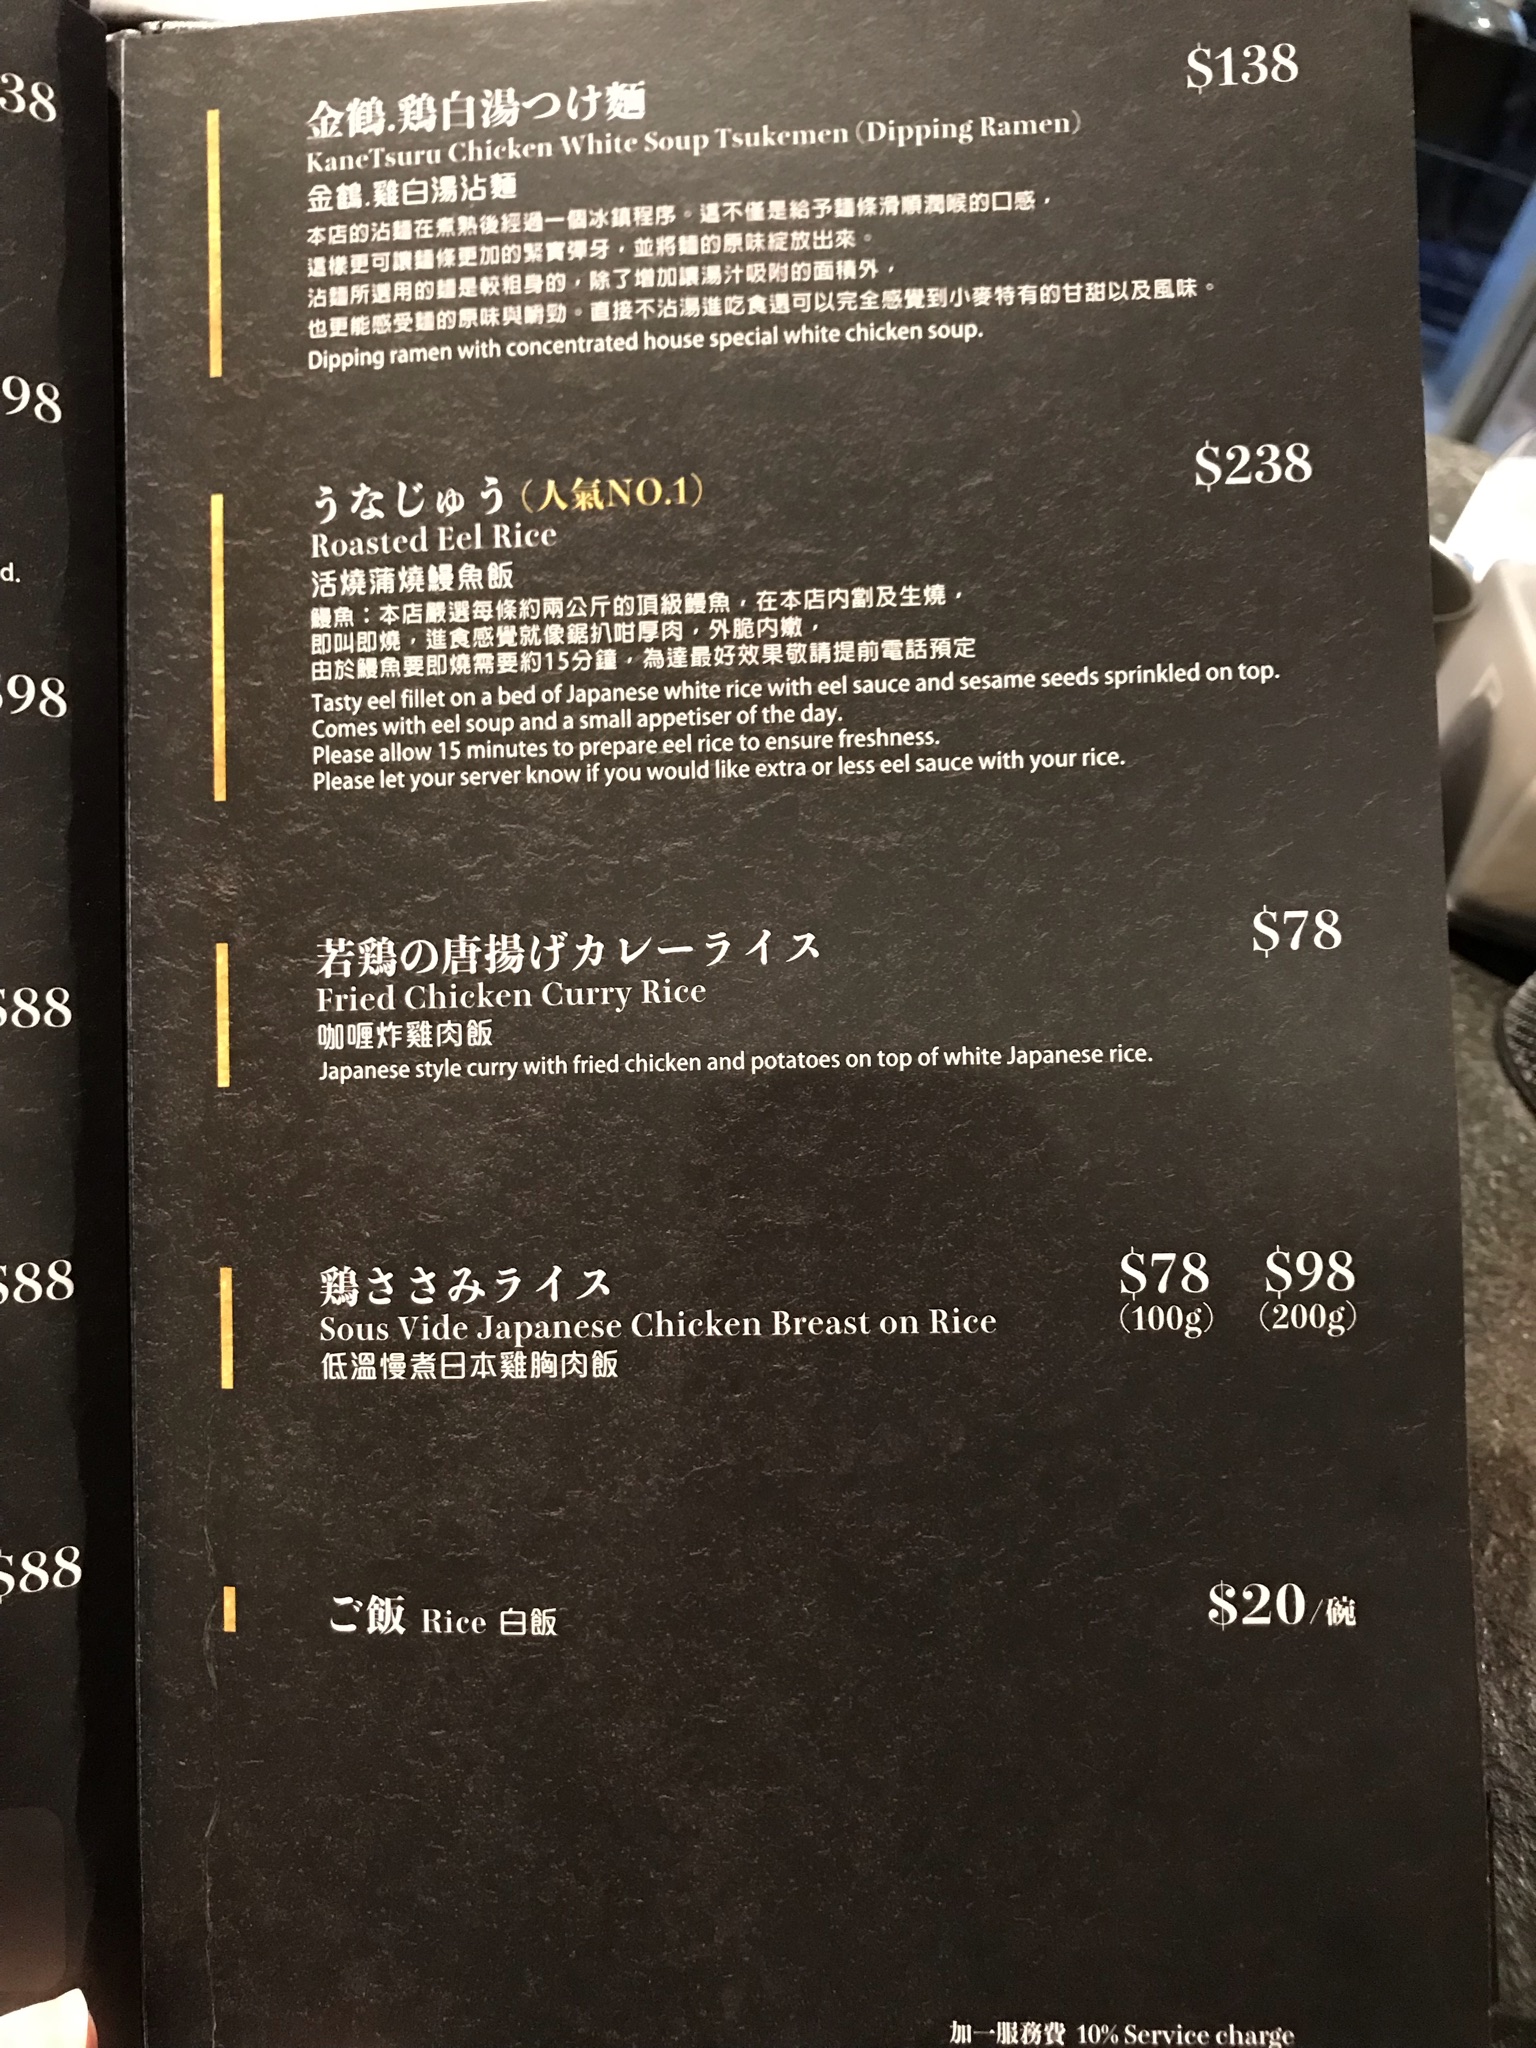 38
98
$98
d.
$88
$88
$88
$138
金鶴.鶏白湯つけ麺
KaneTsuru Chicken White Soup Tsukemen (Dipping Ramen)
金鶴.雞白湯沾麵
本店的沾麵在煮熟後經過一個冰鎮程序。這不僅是給予麵條滑順潤喉的口感，
這樣更可讓麵條更加的緊實彈牙，並將麵的原味綻放出來。
沾麵所選用的麵是較粗身的，除了增加讓湯汁吸附的面積外，
也更能感受麵的原味與嚼勁。直接不沾湯進吃食還可以完全感覺到小麥特有的甘甜以及風味。
Dipping ramen with concentrated house special white chicken soup.
$238
うなじゅう（人氣NO.1）
Roasted Eel Rice
活燒蒲燒鰻魚飯
鰻魚：本店嚴選每條約兩公斤的頂級鰻魚，在本店內劏及生燒，
即叫即燒，進食感覺就像鋸扒咁厚肉，外脆內嫩，
由於鰻魚要即燒需要約15分鐘，為達最好效果敬請提前電話預定
Tasty eel fillet on a bed of Japanese white rice with eel sauce and sesame seeds sprinkled on top.
Comes with eel soup and a small appetiser of the day.
Please allow 15 minutes to prepare eel rice to ensure freshness.
Please let your server know if you would like extra or less eel sauce with your rice.
$78
若鶏の唐揚げカレーライス
Fried Chicken Curry Rice
咖喱炸雞肉飯
Japanese style curry with fried chicken and potatoes on top of white Japanese rice.
鶏ささみライス $78 $98
Sous Vide Japanese Chicken Breast on Rice (100g) (200g)
低溫慢煮日本雞胸肉飯
ご飯 Rice 白飯 $20/碗
加一服務費 10% Service charge